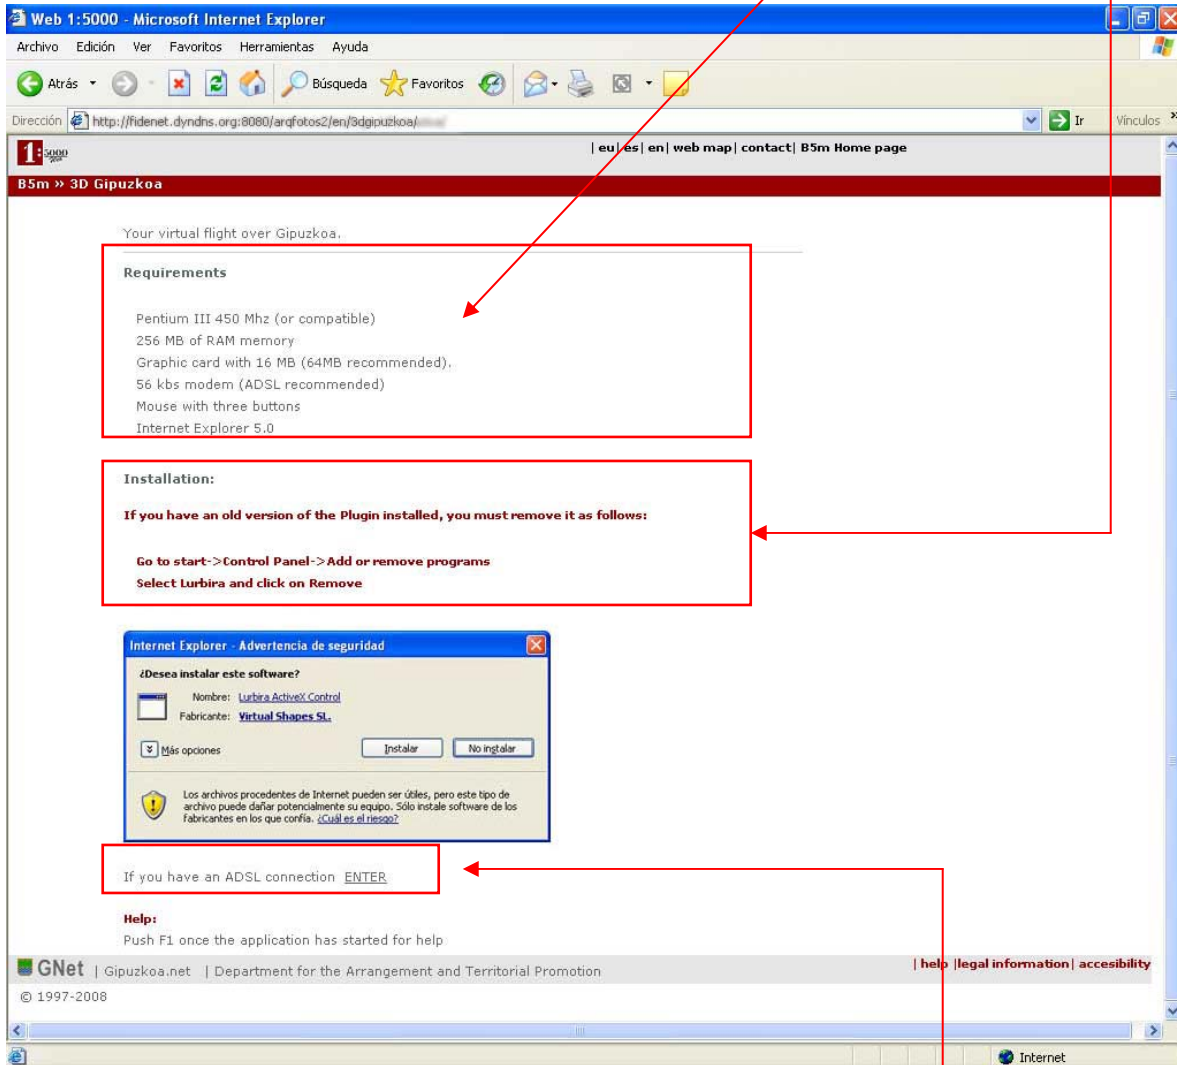 Web 1:5000 - Microsoft Internet Explorer
Archivo Edición Ver Favoritos Herramientas Ayuda
Atrás Búsqueda Favoritos
Dirección http://fidenet.dyndns.org:8080/arqfotos2/en/3dgipuzkoa/ Ir Vínculos »
1:5000 | eu| es| en| web map| contact| B5m Home page
B5m » 3D Gipuzkoa
Your virtual flight over Gipuzkoa.
Requirements
Pentium III 450 Mhz (or compatible)
256 MB of RAM memory
Graphic card with 16 MB (64MB recommended).
56 kbs modem (ADSL recommended)
Mouse with three buttons
Internet Explorer 5.0
Installation:
If you have an old version of the Plugin installed, you must remove it as follows:
Go to start->Control Panel->Add or remove programs
Select Lurbira and click on Remove
Internet Explorer - Advertencia de seguridad
¿Desea instalar este software?
Nombre: Lurbira ActiveX Control
Fabricante: Virtual Shapes SL.
Más opciones Instalar No instalar
Los archivos procedentes de Internet pueden ser útiles, pero este tipo de
archivo puede dañar potencialmente su equipo. Sólo instale software de los
fabricantes en los que confía. ¿Cuál es el riesgo?
If you have an ADSL connection ENTER
Help:
Push F1 once the application has started for help
GNet | Gipuzkoa.net | Department for the Arrangement and Territorial Promotion | help |legal information| accesibility
© 1997-2008
Internet